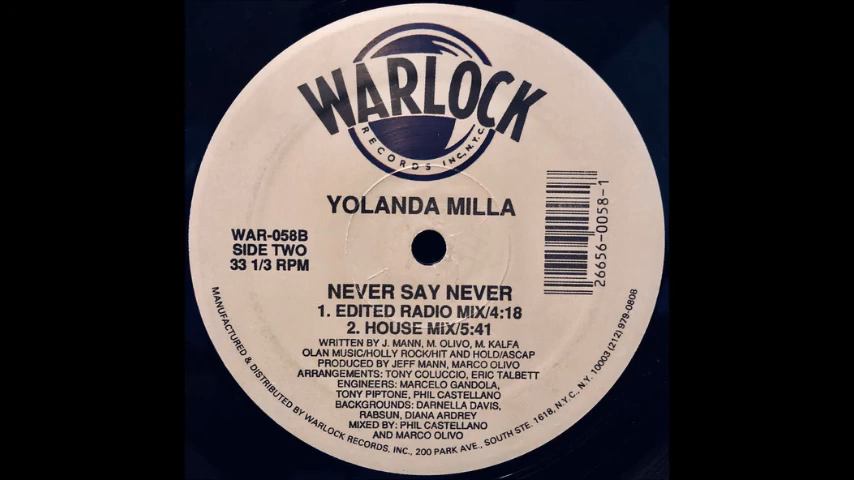 WARLOCK
RECORDS INC, N.Y.C.
YOLANDA MILLA
WAR-058B
SIDE TWO
33 1/3 RPM
26656-0058-1
NEVER SAY NEVER
1. EDITED RADIO MIX/4:18
2. HOUSE MIX/5:41
WRITTEN BY J. MANN, M. OLIVO, M. KALFA
OLAN MUSIC/HOLLY ROCK/HIT AND HOLD/ASCAP
PRODUCED BY JEFF MANN, MARCO OLIVO
ARRANGEMENTS: TONY COLUCCIO, ERIC TALBETT
ENGINEERS: MARCELO GANDOLA,
TONY PIPTONE, PHIL CASTELLANO
BACKGROUNDS: DARNELLA DAVIS,
RABSUN, DIANA ARDREY
MIXED BY: PHIL CASTELLANO
AND MARCO OLIVO
MANUFACTURED & DISTRIBUTED BY WARLOCK RECORDS, INC., 200 PARK AVE., SOUTH STE. 1618, N.Y.C., N.Y. 10003 (212) 979-0808